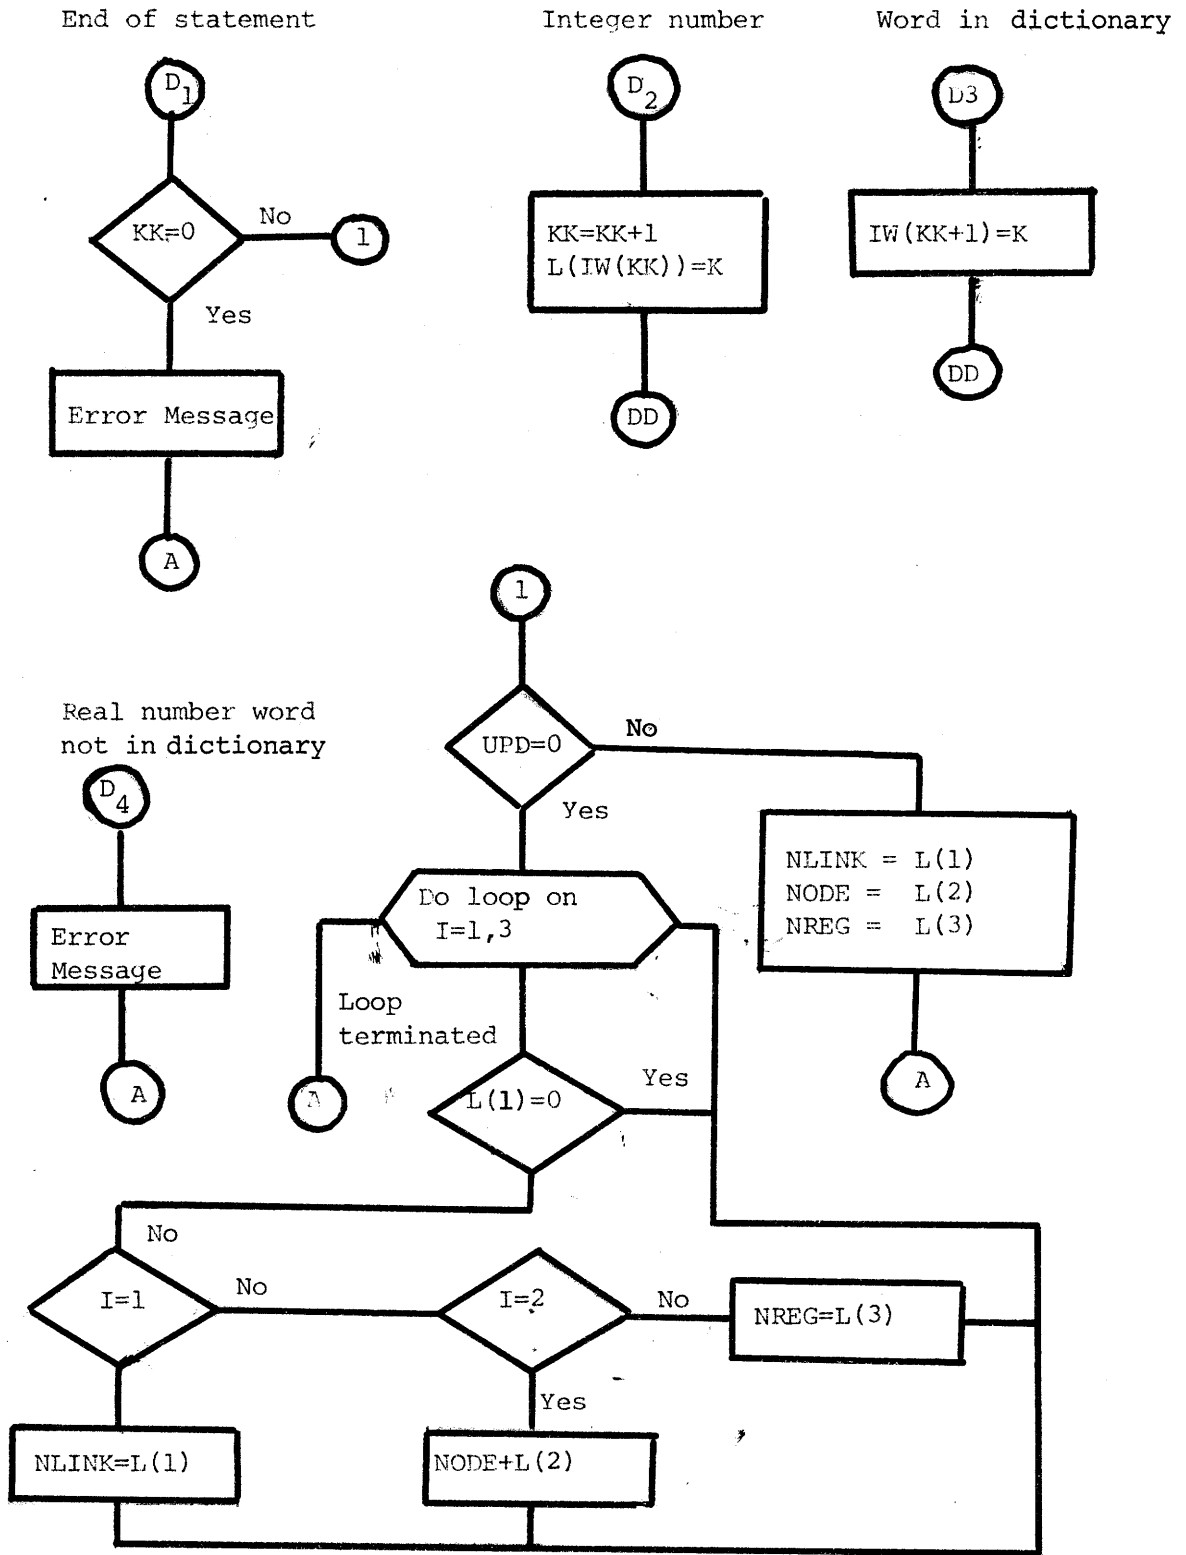 End of statement
Integer number
Word in dictionary
D1
D2
D3
KK=0
No
1
KK=KK+1
L(IW(KK))=K
IW(KK+1)=K
Yes
Error Message
DD
DD
A
1
Real number word
not in dictionary
UPD=0
No
D4
Yes
NLINK = L(1)
NODE = L(2)
NREG = L(3)
Do loop on
I=1,3
Error
Message
Loop
terminated
A
A
L(1)=0
Yes
A
No
I=1
No
I=2
No
NREG=L(3)
Yes
NLINK=L(1)
NODE+L(2)